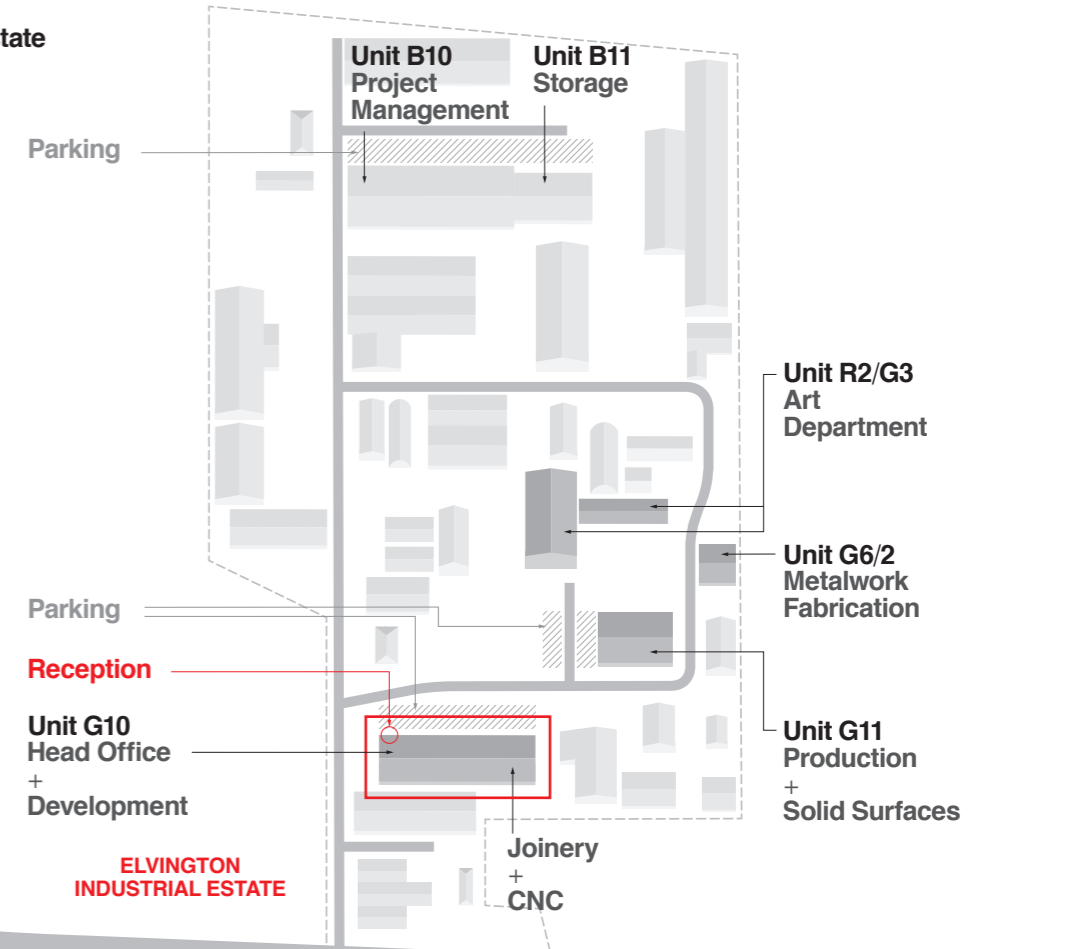 tate
Unit B10
Project
Management
Unit B11
Storage
Parking
Unit R2/G3
Art
Department
Unit G6/2
Metalwork
Fabrication
Parking
Reception
Unit G10
Head Office
+
Development
Unit G11
Production
+
Solid Surfaces
Joinery
+
CNC
ELVINGTON
INDUSTRIAL ESTATE